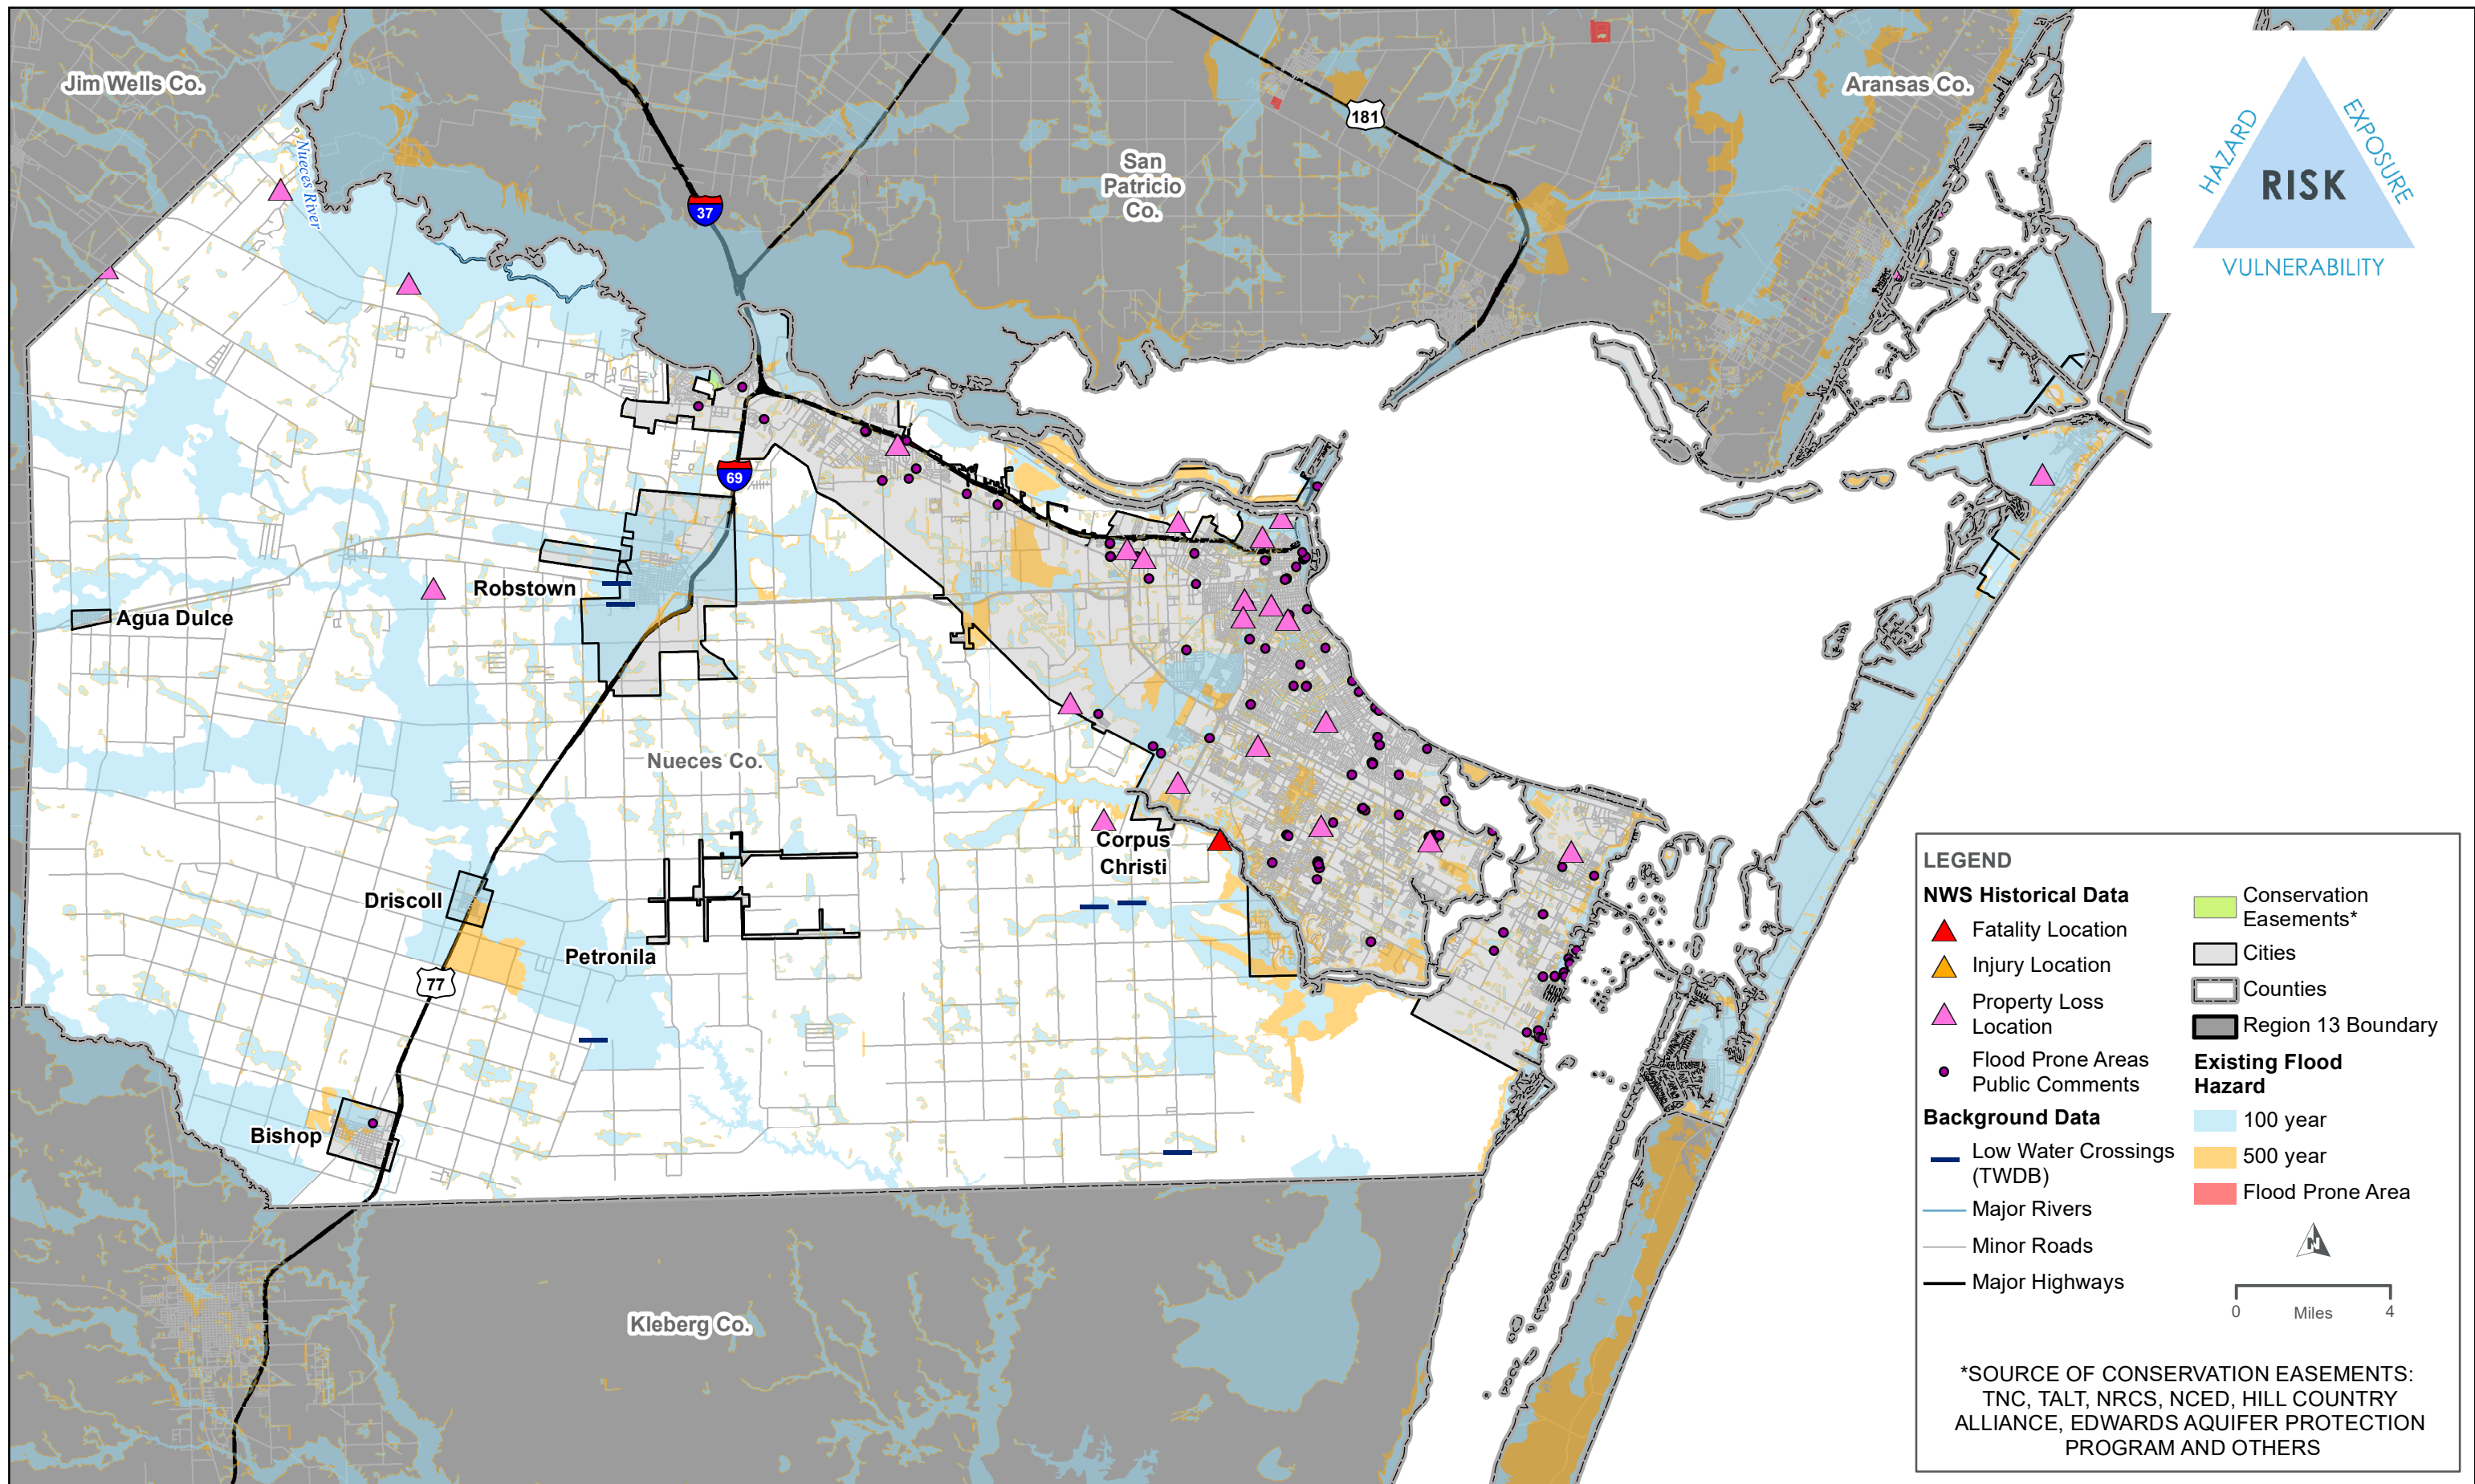 Jim Wells Co.
Nueces River
37
San
Patricio
Co.
181
Aransas Co.
HAZARD
EXPOSURE
RISK
VULNERABILITY
69
Robstown
Agua Dulce
Nueces Co.
Corpus
Christi
Driscoll
Petronila
77
Bishop
Kleberg Co.
LEGEND
NWS Historical Data
Fatality Location
Injury Location
Property Loss
Location
Flood Prone Areas
Public Comments
Background Data
Low Water Crossings
(TWDB)
Major Rivers
Minor Roads
Major Highways
Conservation
Easements*
Cities
Counties
Region 13 Boundary
Existing Flood
Hazard
100 year
500 year
Flood Prone Area
N
0 4
Miles
*SOURCE OF CONSERVATION EASEMENTS:
TNC, TALT, NRCS, NCED, HILL COUNTRY
ALLIANCE, EDWARDS AQUIFER PROTECTION
PROGRAM AND OTHERS